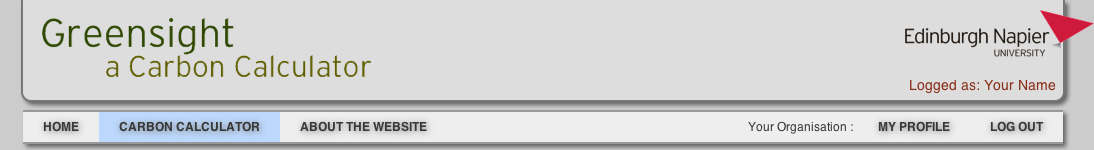 Greensight
a Carbon Calculator
Edinburgh Napier
UNIVERSITY
Logged as: Your Name
HOME CARBON CALCULATOR ABOUT THE WEBSITE Your Organisation : MY PROFILE LOG OUT